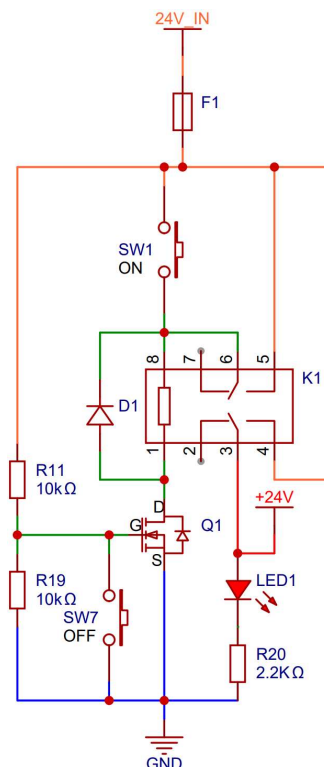 24V_IN
F1
SW1
ON
8
7
6
5
K1
D1
1
2
3
4
R11
10kΩ
D
G
Q1
S
+24V
R19
10kΩ
SW7
OFF
LED1
R20
2.2KΩ
GND